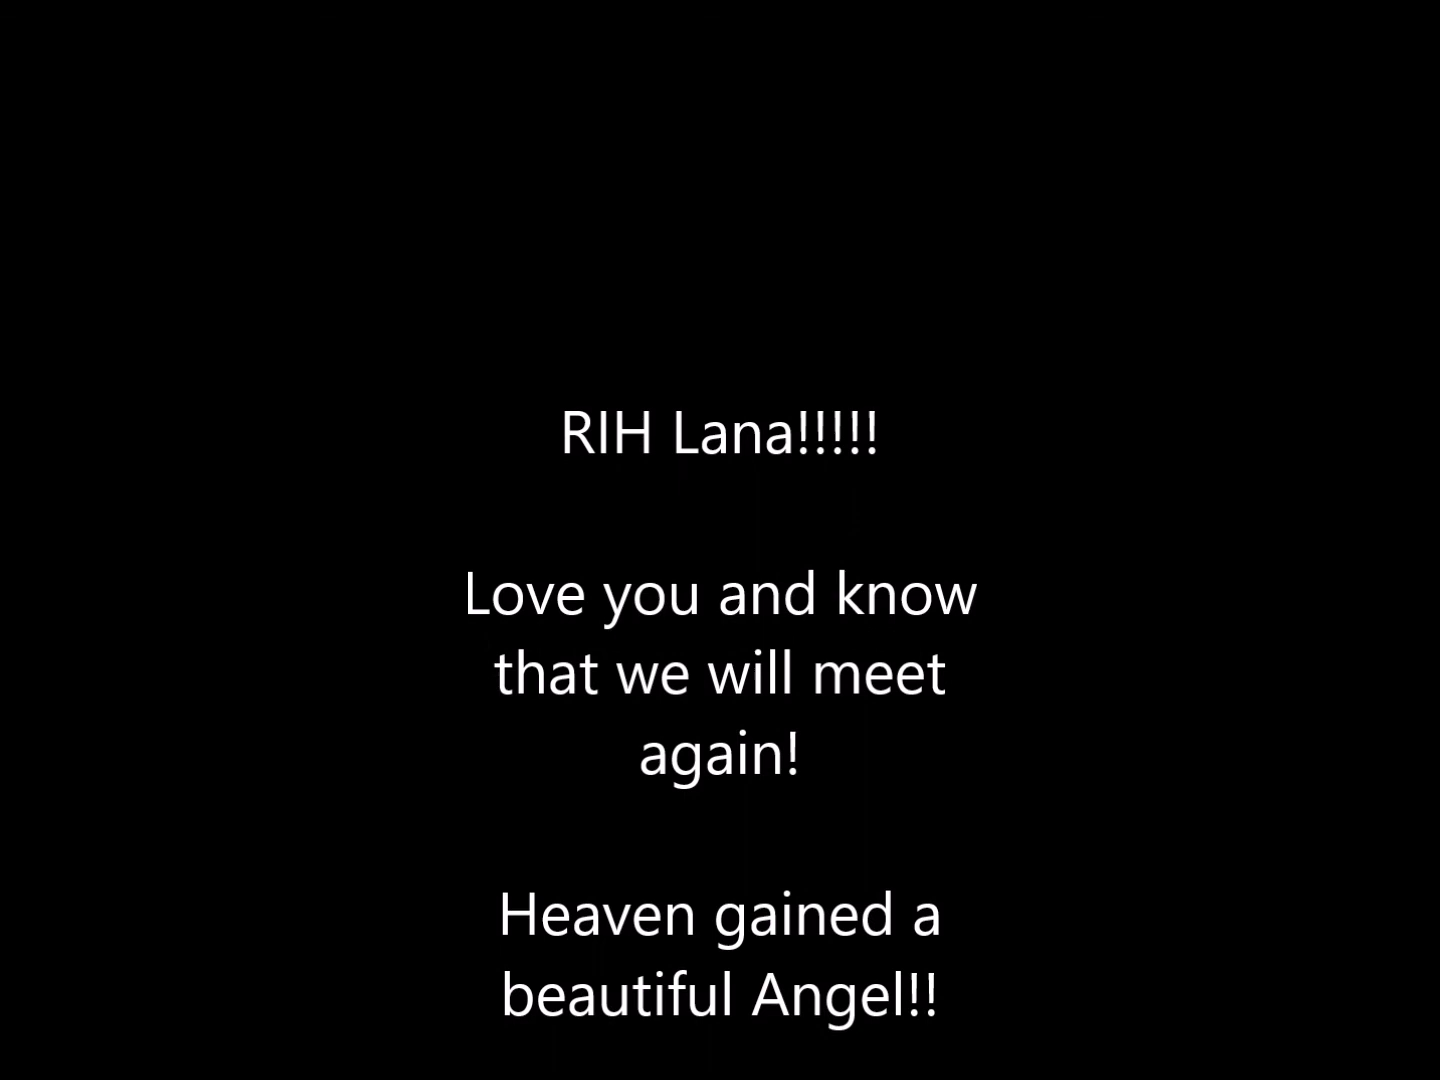 RIH Lana!!!!!
Love you and know
that we will meet
again!
Heaven gained a
beautiful Angel!!